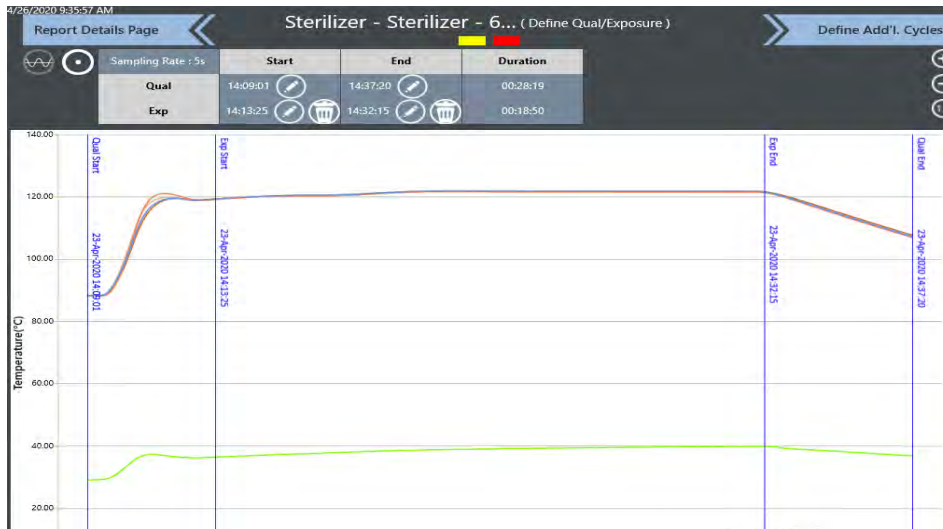 4/26/2020 9:35:57 AM
Report Details Page
Sterilizer - Sterilizer - 6... ( Define Qual/Exposure )
Define Add'l. Cycles
Sampling Rate : 5s Start End Duration
Qual 14:09:01 14:37:20 00:28:19
Exp 14:13:25 14:32:15 00:18:50
140.00
120.00
100.00
80.00
60.00
40.00
20.00
Temperature(°C)
Qual Start
23-Apr-2020 14:09:01
Exp Start
23-Apr-2020 14:13:25
Exp End
23-Apr-2020 14:32:15
Qual End
23-Apr-2020 14:37:20